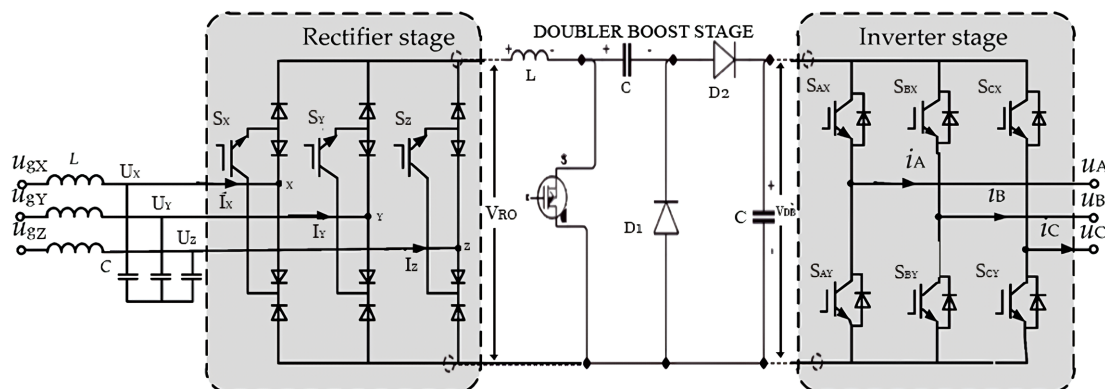 Rectifier stage
DOUBLER BOOST STAGE
Inverter stage
+ -
L
+ -
C
D2
SX
SY
SZ
SAX
SBX
SCX
ugX
L
UX
IX
X
ugY
UY
IY
Y
ugZ
UZ
IZ
Z
C
VRO
S
D1
C
+
VDB
-
iA
uA
iB
uB
iC
uC
SAY
SBY
SCY